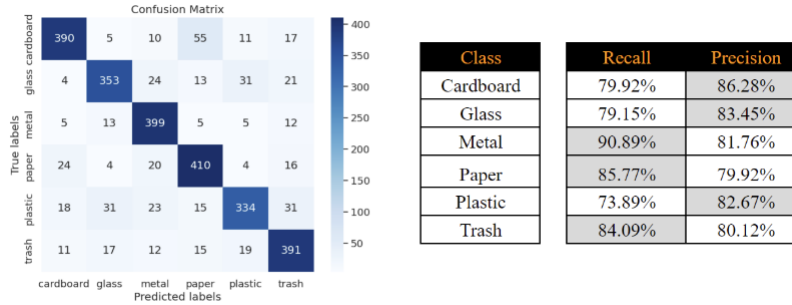 Confusion Matrix
True labels
cardboard 390 5 10 55 11 17
glass 4 353 24 13 31 21
metal 5 13 399 5 5 12
paper 24 4 20 410 4 16
plastic 18 31 23 15 334 31
trash 11 17 12 15 19 391
cardboard glass metal paper plastic trash
Predicted labels
400
350
300
250
200
150
100
50
Class Recall Precision
Cardboard 79.92% 86.28%
Glass 79.15% 83.45%
Metal 90.89% 81.76%
Paper 85.77% 79.92%
Plastic 73.89% 82.67%
Trash 84.09% 80.12%